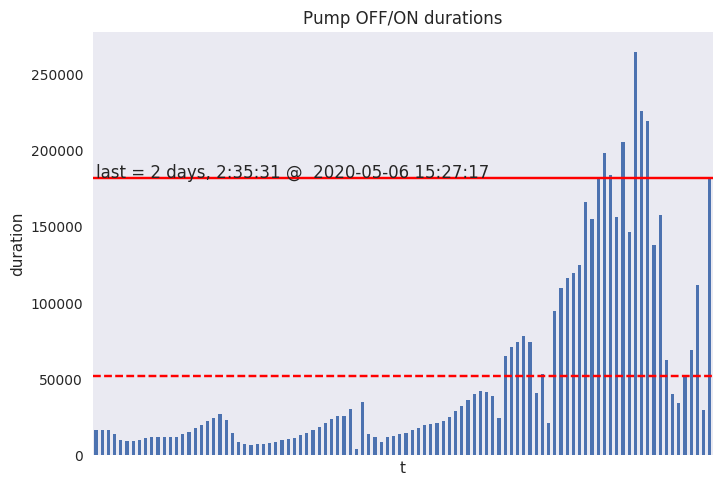 Pump OFF/ON durations
250000
200000
last = 2 days, 2:35:31 @  2020-05-06 15:27:17
150000
duration
100000
50000
0
t